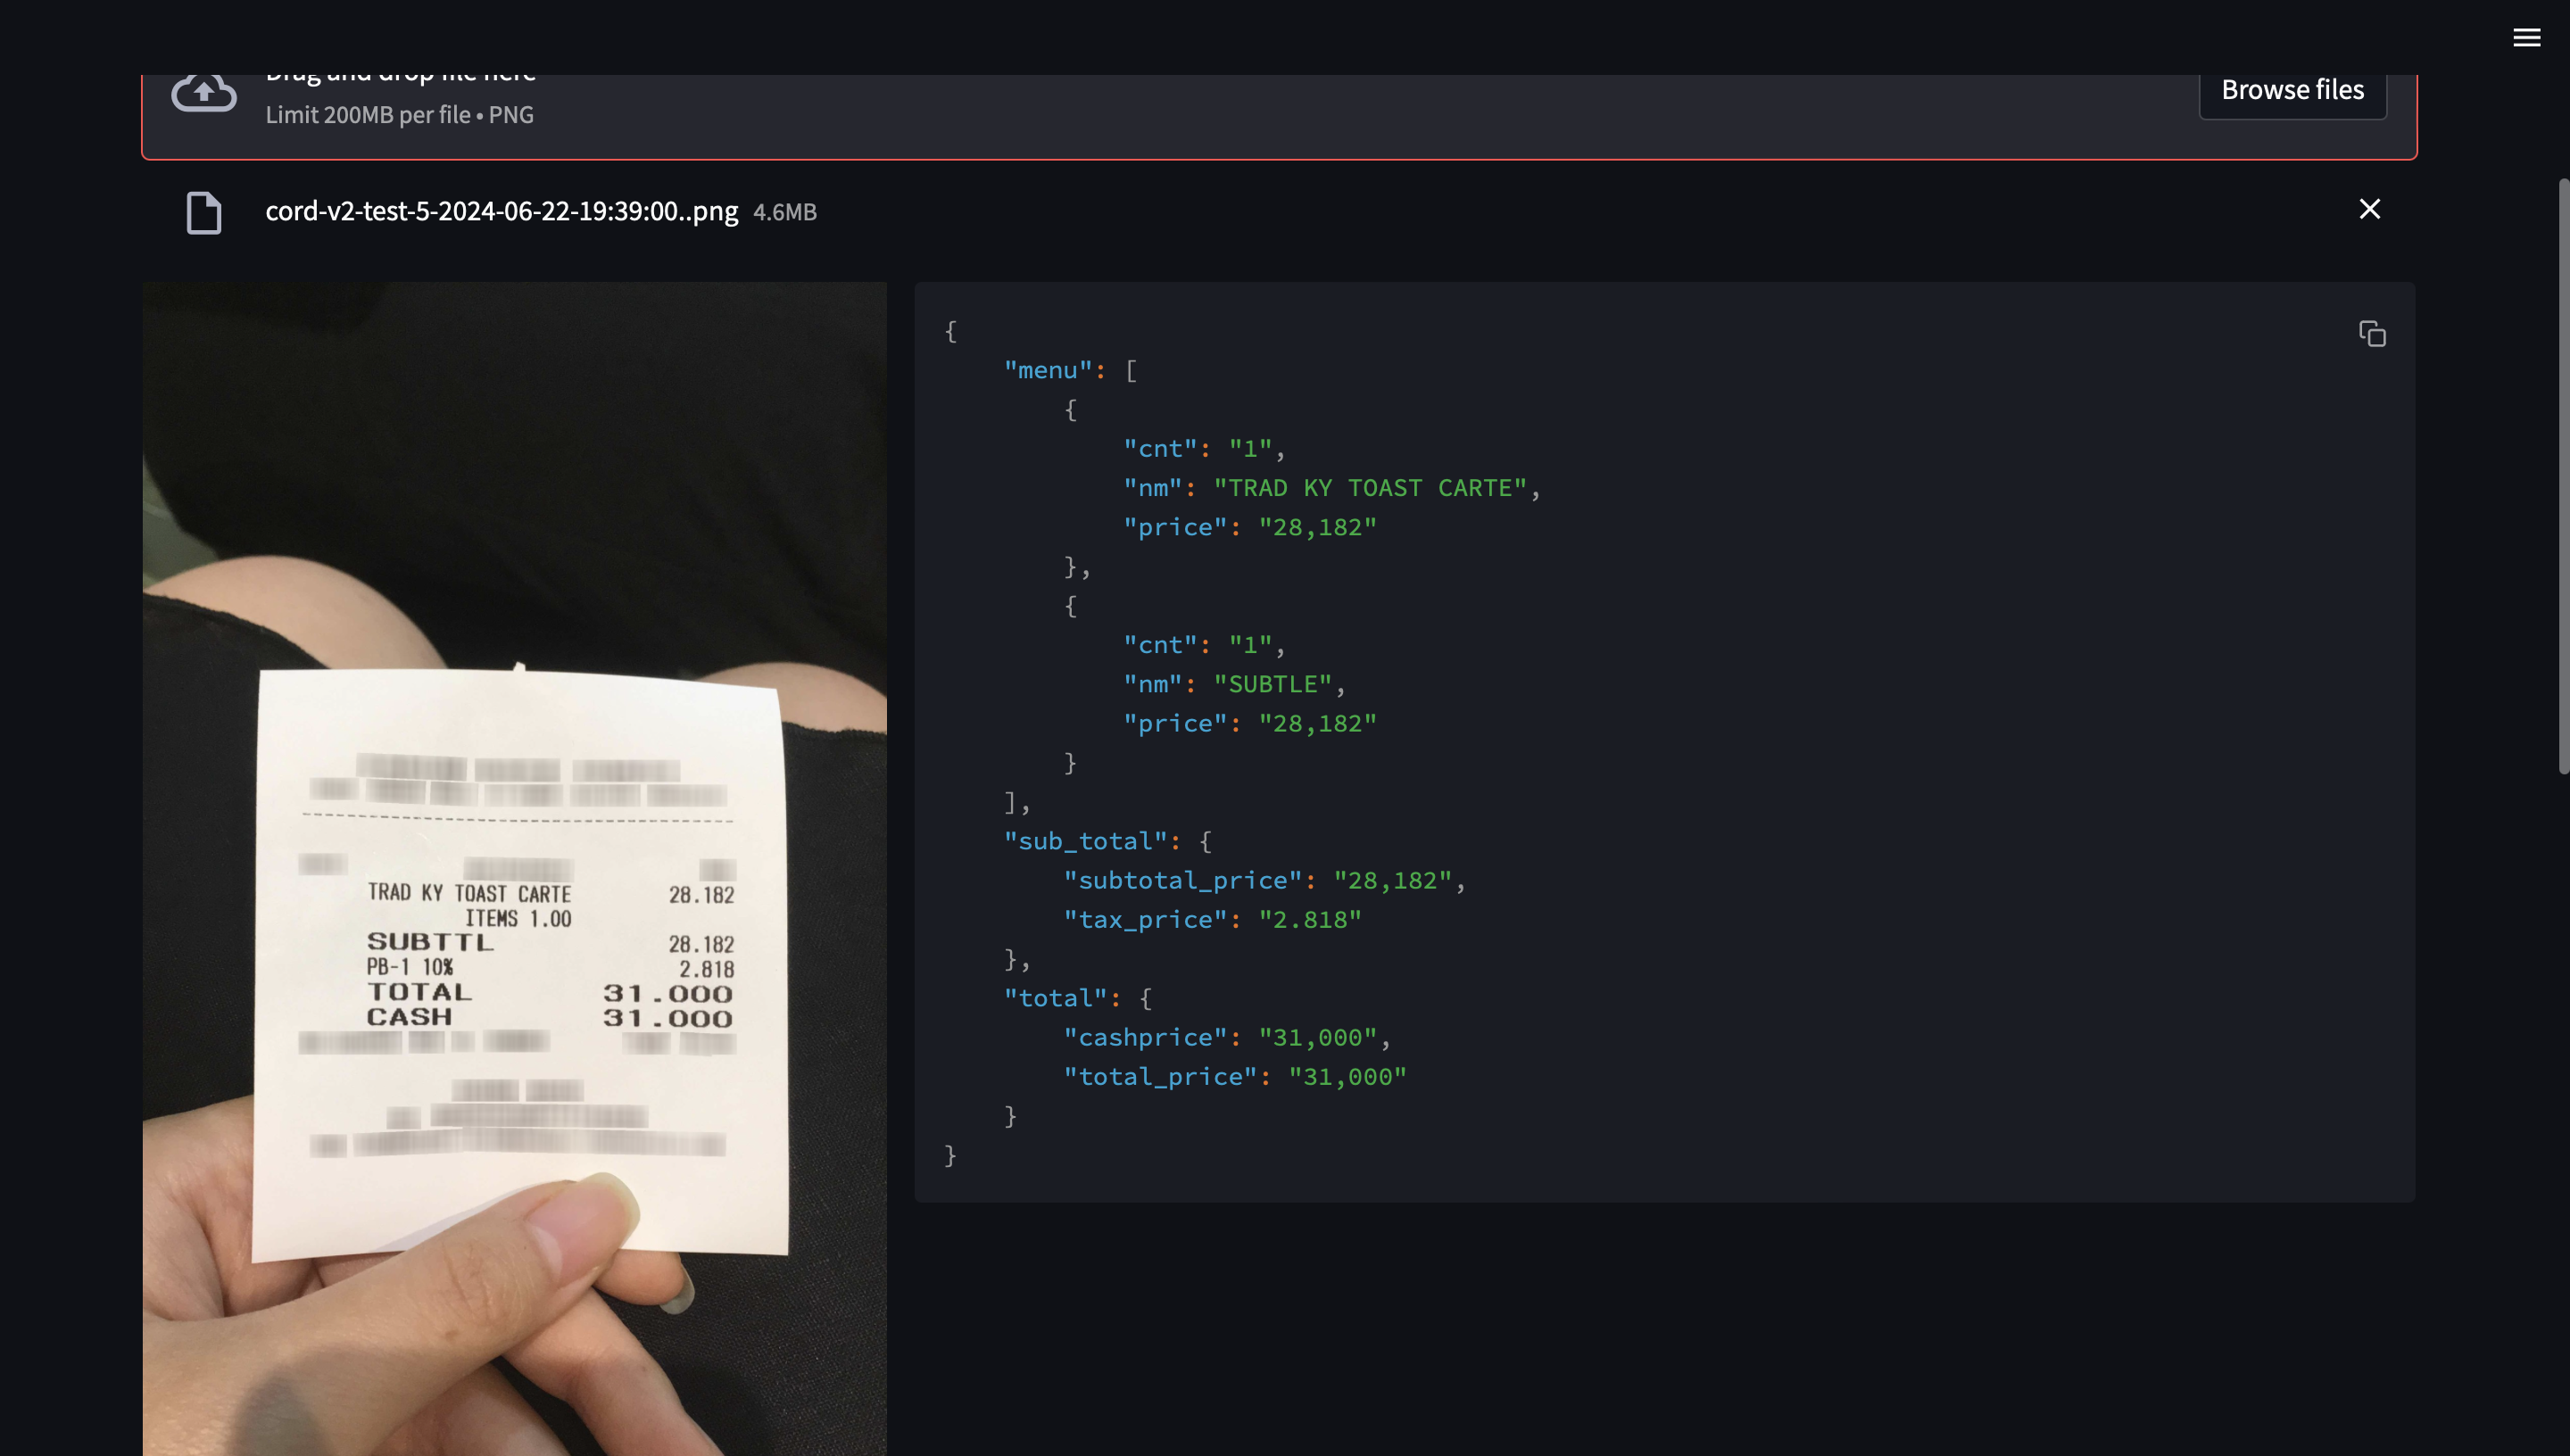 Drag and drop file here
Limit 200MB per file • PNG
Browse files
cord-v2-test-5-2024-06-22-19:39:00..png 4.6MB
TRAD KY TOAST CARTE 28.182
ITEMS 1.00
SUBTTL 28.182
PB-1 10% 2.818
TOTAL 31.000
CASH 31.000
{
"menu": [
{
"cnt": "1",
"nm": "TRAD KY TOAST CARTE",
"price": "28,182"
},
{
"cnt": "1",
"nm": "SUBTLE",
"price": "28,182"
}
],
"sub_total": {
"subtotal_price": "28,182",
"tax_price": "2.818"
},
"total": {
"cashprice": "31,000",
"total_price": "31,000"
}
}